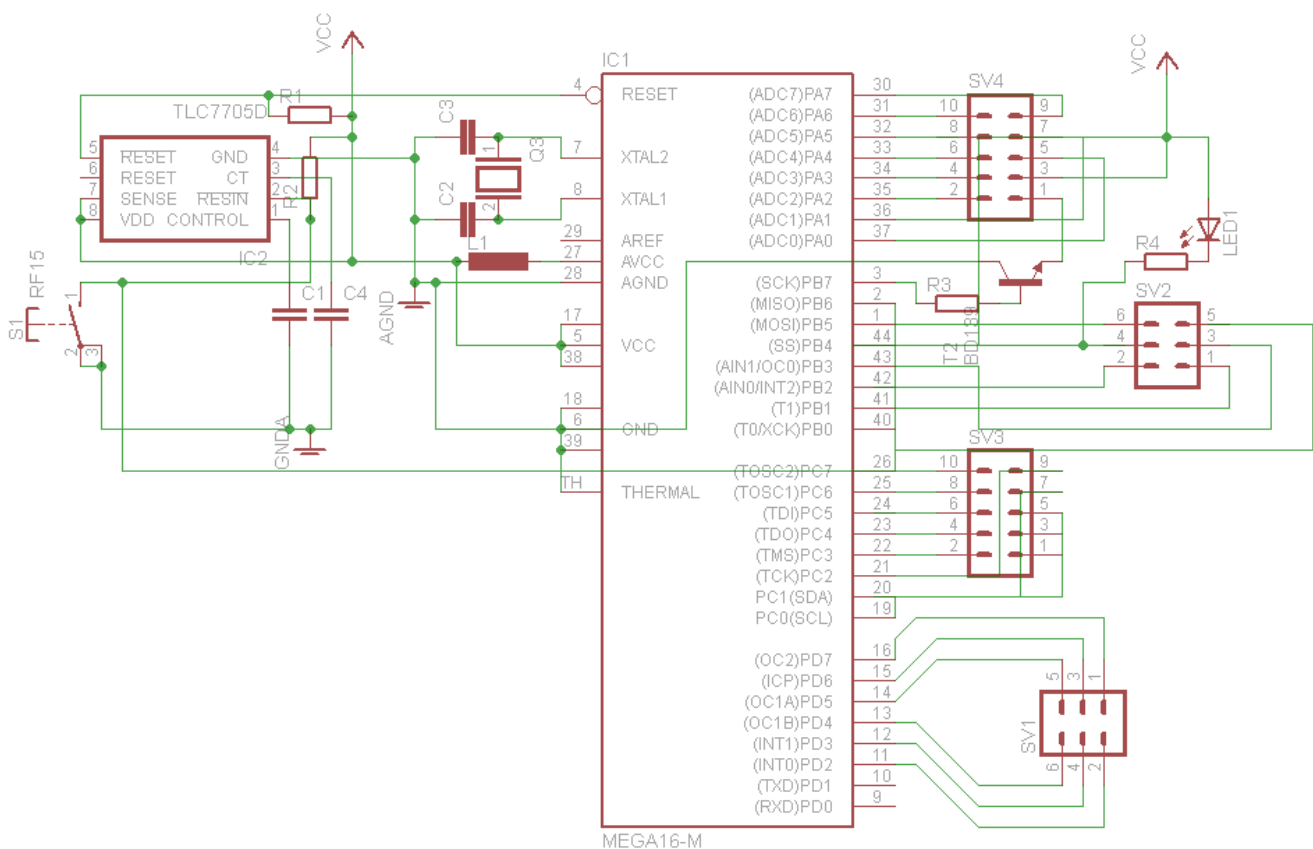 VCC
IC1
VCC
4
RESET
(ADC7)PA7
30
SV4
R1
C3
TLC7705D
(ADC6)PA6
31
10
9
(ADC5)PA5
32
8
7
5
RESET
GND
4
1
Q3
7
XTAL2
(ADC4)PA4
33
6
5
6
RESET
CT
3
(ADC3)PA3
34
4
3
7
SENSE
RESIN
2
R2
C2
2
8
XTAL1
(ADC2)PA2
35
2
1
8
VDD
CONTROL
1
(ADC1)PA1
36
LED1
IC2
L1
29
AREF
(ADC0)PA0
37
R4
27
AVCC
RF15
1
C1
C4
28
AGND
(SCK)PB7
3
R3
SV2
AGND
(MISO)PB6
2
S1
17
(MOSI)PB5
1
6
5
2
3
5
VCC
(SS)PB4
44
T2
BD139
4
3
38
(AIN1/OC0)PB3
43
2
1
(AIN0/INT2)PB2
42
18
(T1)PB1
41
GNDA
6
GND
(T0/XCK)PB0
40
39
SV3
(TOSC2)PC7
26
10
9
TH
THERMAL
(TOSC1)PC6
25
8
7
(TDI)PC5
24
6
5
(TDO)PC4
23
4
3
(TMS)PC3
22
2
1
(TCK)PC2
21
PC1(SDA)
20
PC0(SCL)
19
(OC2)PD7
16
(ICP)PD6
15
5
3
1
(OC1A)PD5
14
(OC1B)PD4
13
SV1
(INT1)PD3
12
(INT0)PD2
11
6
4
2
(TXD)PD1
10
(RXD)PD0
9
MEGA16-M